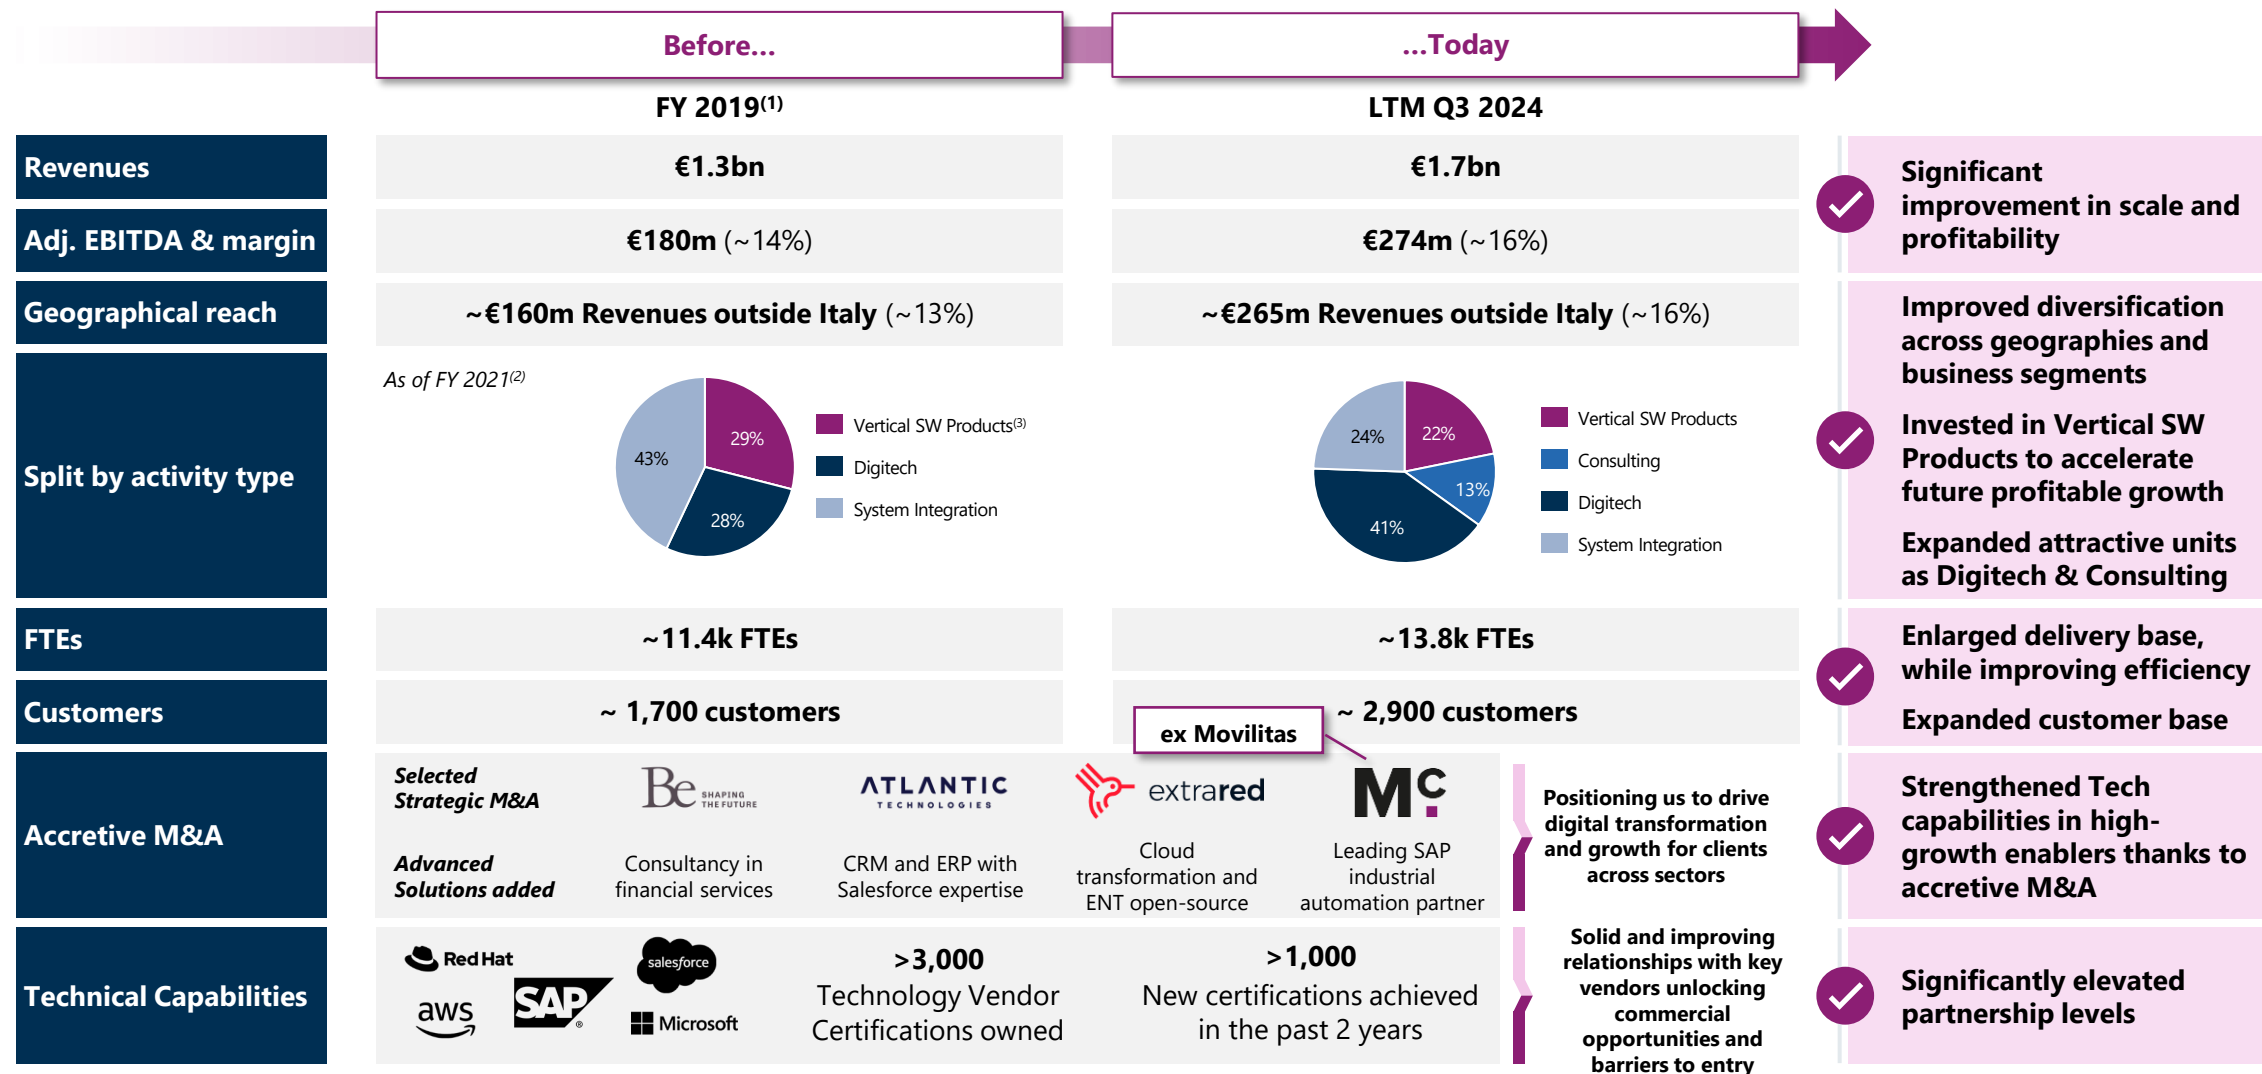 Before...
...Today
FY 2019(1)
LTM Q3 2024
Revenues
€1.3bn
€1.7bn
Adj. EBITDA & margin
€180m (~14%)
€274m (~16%)
Significant
improvement in scale and
profitability
Geographical reach
~€160m Revenues outside Italy (~13%)
~€265m Revenues outside Italy (~16%)
Split by activity type
As of FY 2021(2)
29%
28%
43%
Vertical SW Products(3)
Digitech
System Integration
22%
13%
41%
24%
Vertical SW Products
Consulting
Digitech
System Integration
Improved diversification
across geographies and
business segments
Invested in Vertical SW
Products to accelerate
future profitable growth
Expanded attractive units
as Digitech & Consulting
FTEs
~11.4k FTEs
~13.8k FTEs
Customers
~ 1,700 customers
~ 2,900 customers
Enlarged delivery base,
while improving efficiency
Expanded customer base
Accretive M&A
Selected
Strategic M&A
Be SHAPING
THE FUTURE
ATLANTIC
TECHNOLOGIES
extrared
ex Movilitas
Mc
Advanced
Solutions added
Consultancy in
financial services
CRM and ERP with
Salesforce expertise
Cloud
transformation and
ENT open-source
Leading SAP
industrial
automation partner
Positioning us to drive
digital transformation
and growth for clients
across sectors
Strengthened Tech
capabilities in high-
growth enablers thanks to
accretive M&A
Technical Capabilities
Red Hat
aws
SAP®
salesforce
Microsoft
>3,000
Technology Vendor
Certifications owned
>1,000
New certifications achieved
in the past 2 years
Solid and improving
relationships with key
vendors unlocking
commercial
opportunities and
barriers to entry
Significantly elevated
partnership levels